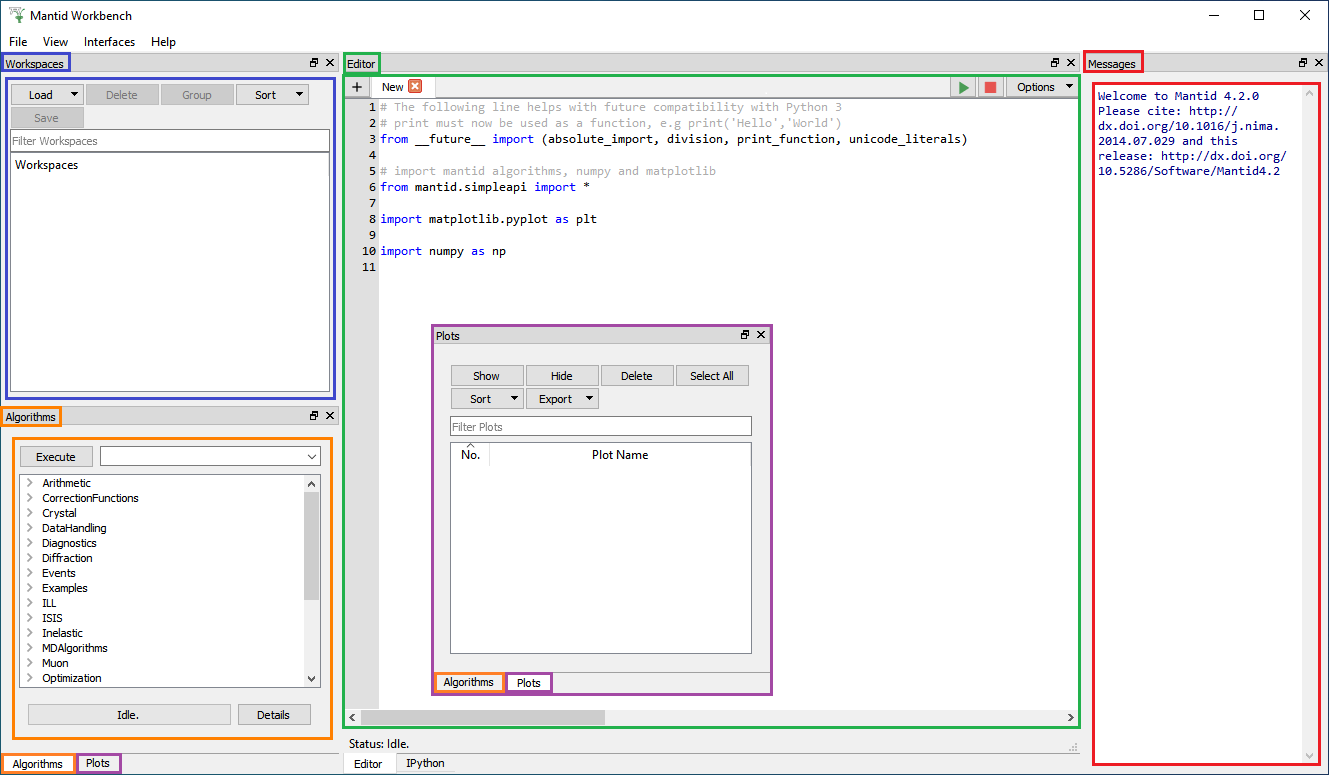 Mantid Workbench
File View Interfaces Help
Workspaces
Load Delete Group Sort
Save
Filter Workspaces
Workspaces
Algorithms
Execute
Arithmetic
CorrectionFunctions
Crystal
DataHandling
Diagnostics
Diffraction
Events
Examples
ILL
ISIS
Inelastic
MDAlgorithms
Muon
Optimization
Idle. Details
Algorithms Plots
Editor
+ New Options
1 # The following line helps with future compatibility with Python 3
2 # print must now be used as a function, e.g print('Hello','World')
3 from __future__ import (absolute_import, division, print_function, unicode_literals)
4
5 # import mantid algorithms, numpy and matplotlib
6 from mantid.simpleapi import *
7
8 import matplotlib.pyplot as plt
9
10 import numpy as np
11
Plots
Show Hide Delete Select All
Sort Export
Filter Plots
No. Plot Name
Algorithms Plots
Status: Idle.
Editor IPython
Messages
Welcome to Mantid 4.2.0
Please cite: http://
dx.doi.org/10.1016/j.nima.
2014.07.029 and this
release: http://dx.doi.org/
10.5286/Software/Mantid4.2